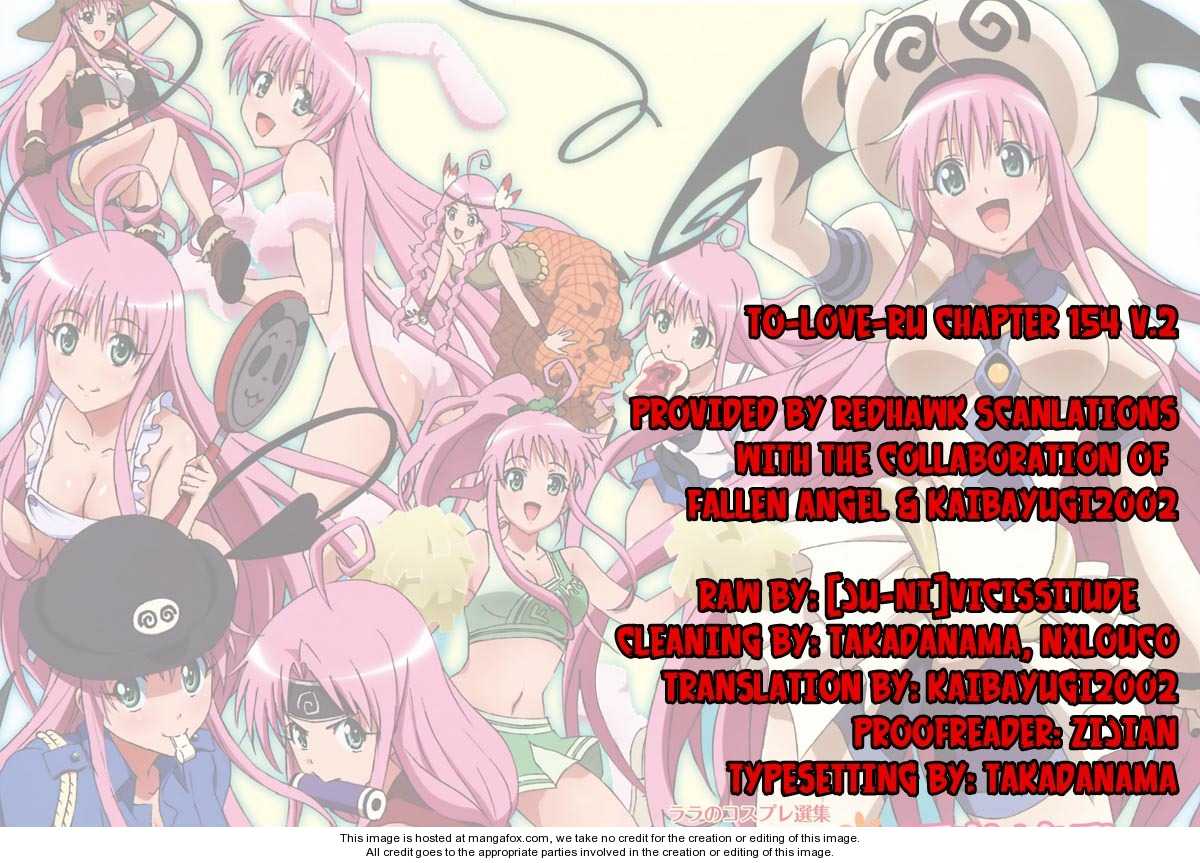 TO-LOVE-RU CHAPTER 154 V.2
PROVIDED BY REDHAWK SCANLATIONS
WITH THE COLLABORATION OF
FALLEN ANGEL & KAIBAYUGI2002
RAW BY: [JU-NI]VICISSITUDE
CLEANING BY: TAKADANAMA, NXLOUCO
TRANSLATION BY: KAIBAYUGI2002
PROOFREADER: ZIJIAN
TYPESETTING BY: TAKADANAMA
ララのコスプレ選集
This image is hosted at mangafox.com, we take no credit for the creation or editing of this image.
All credit goes to the appropriate parties involved in the creation or editing of this image.